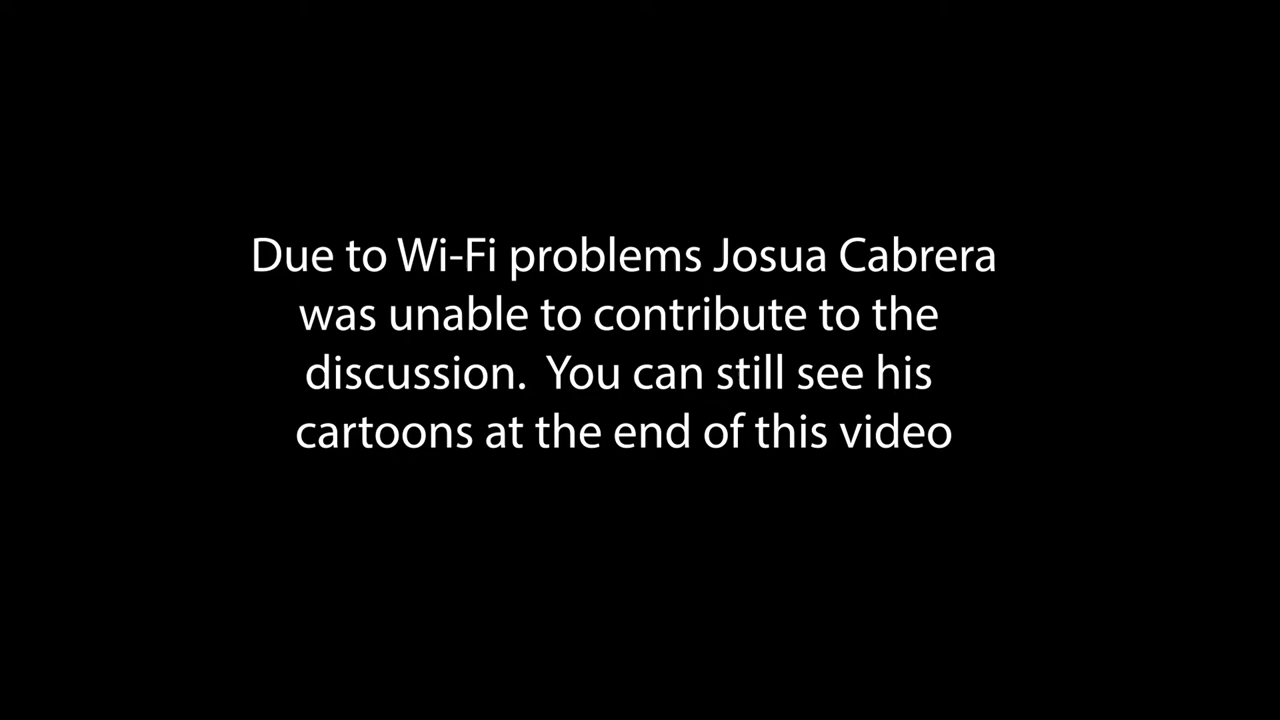 Due to Wi-Fi problems Josua Cabrera
was unable to contribute to the
discussion.  You can still see his
cartoons at the end of this video